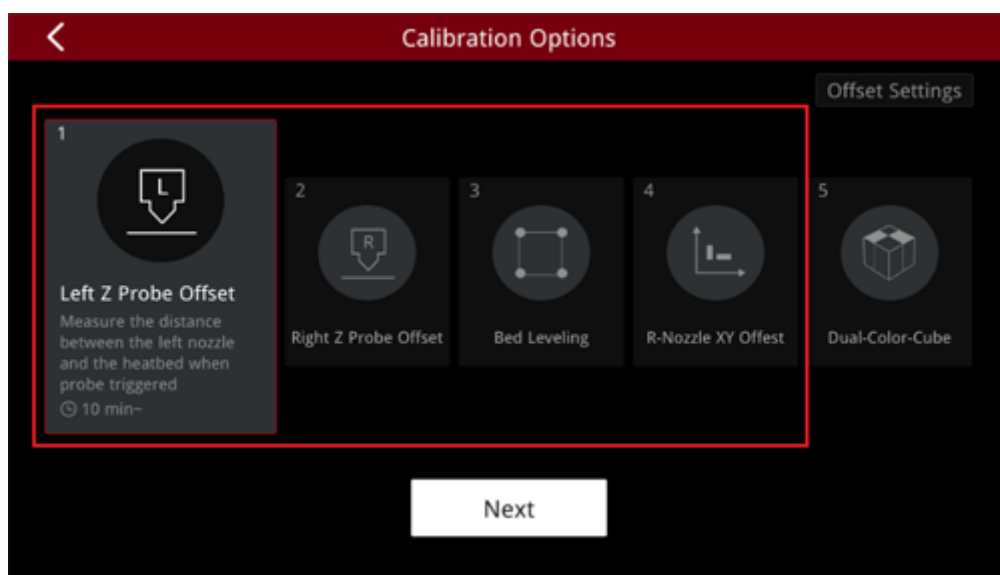 Calibration Options
Offset Settings
1
L
Left Z Probe Offset
Measure the distance
between the left nozzle
and the heatbed when
probe triggered
10 min~
2
R
Right Z Probe Offset
3
Bed Leveling
4
R-Nozzle XY Offest
5
Dual-Color-Cube
Next